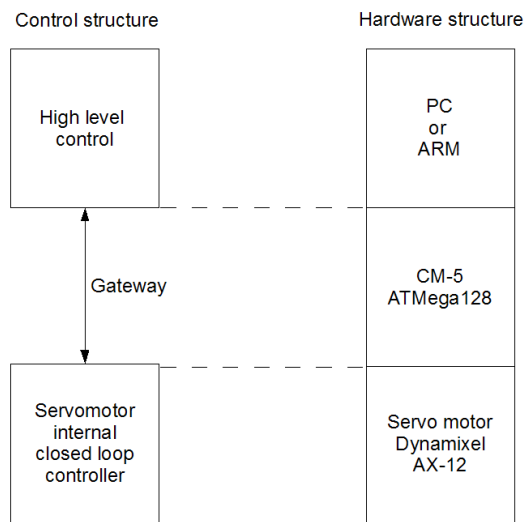 Control structure
Hardware structure
High level
control
PC
or
ARM
Gateway
CM-5
ATMega128
Servomotor
internal
closed loop
controller
Servo motor
Dynamixel
AX-12